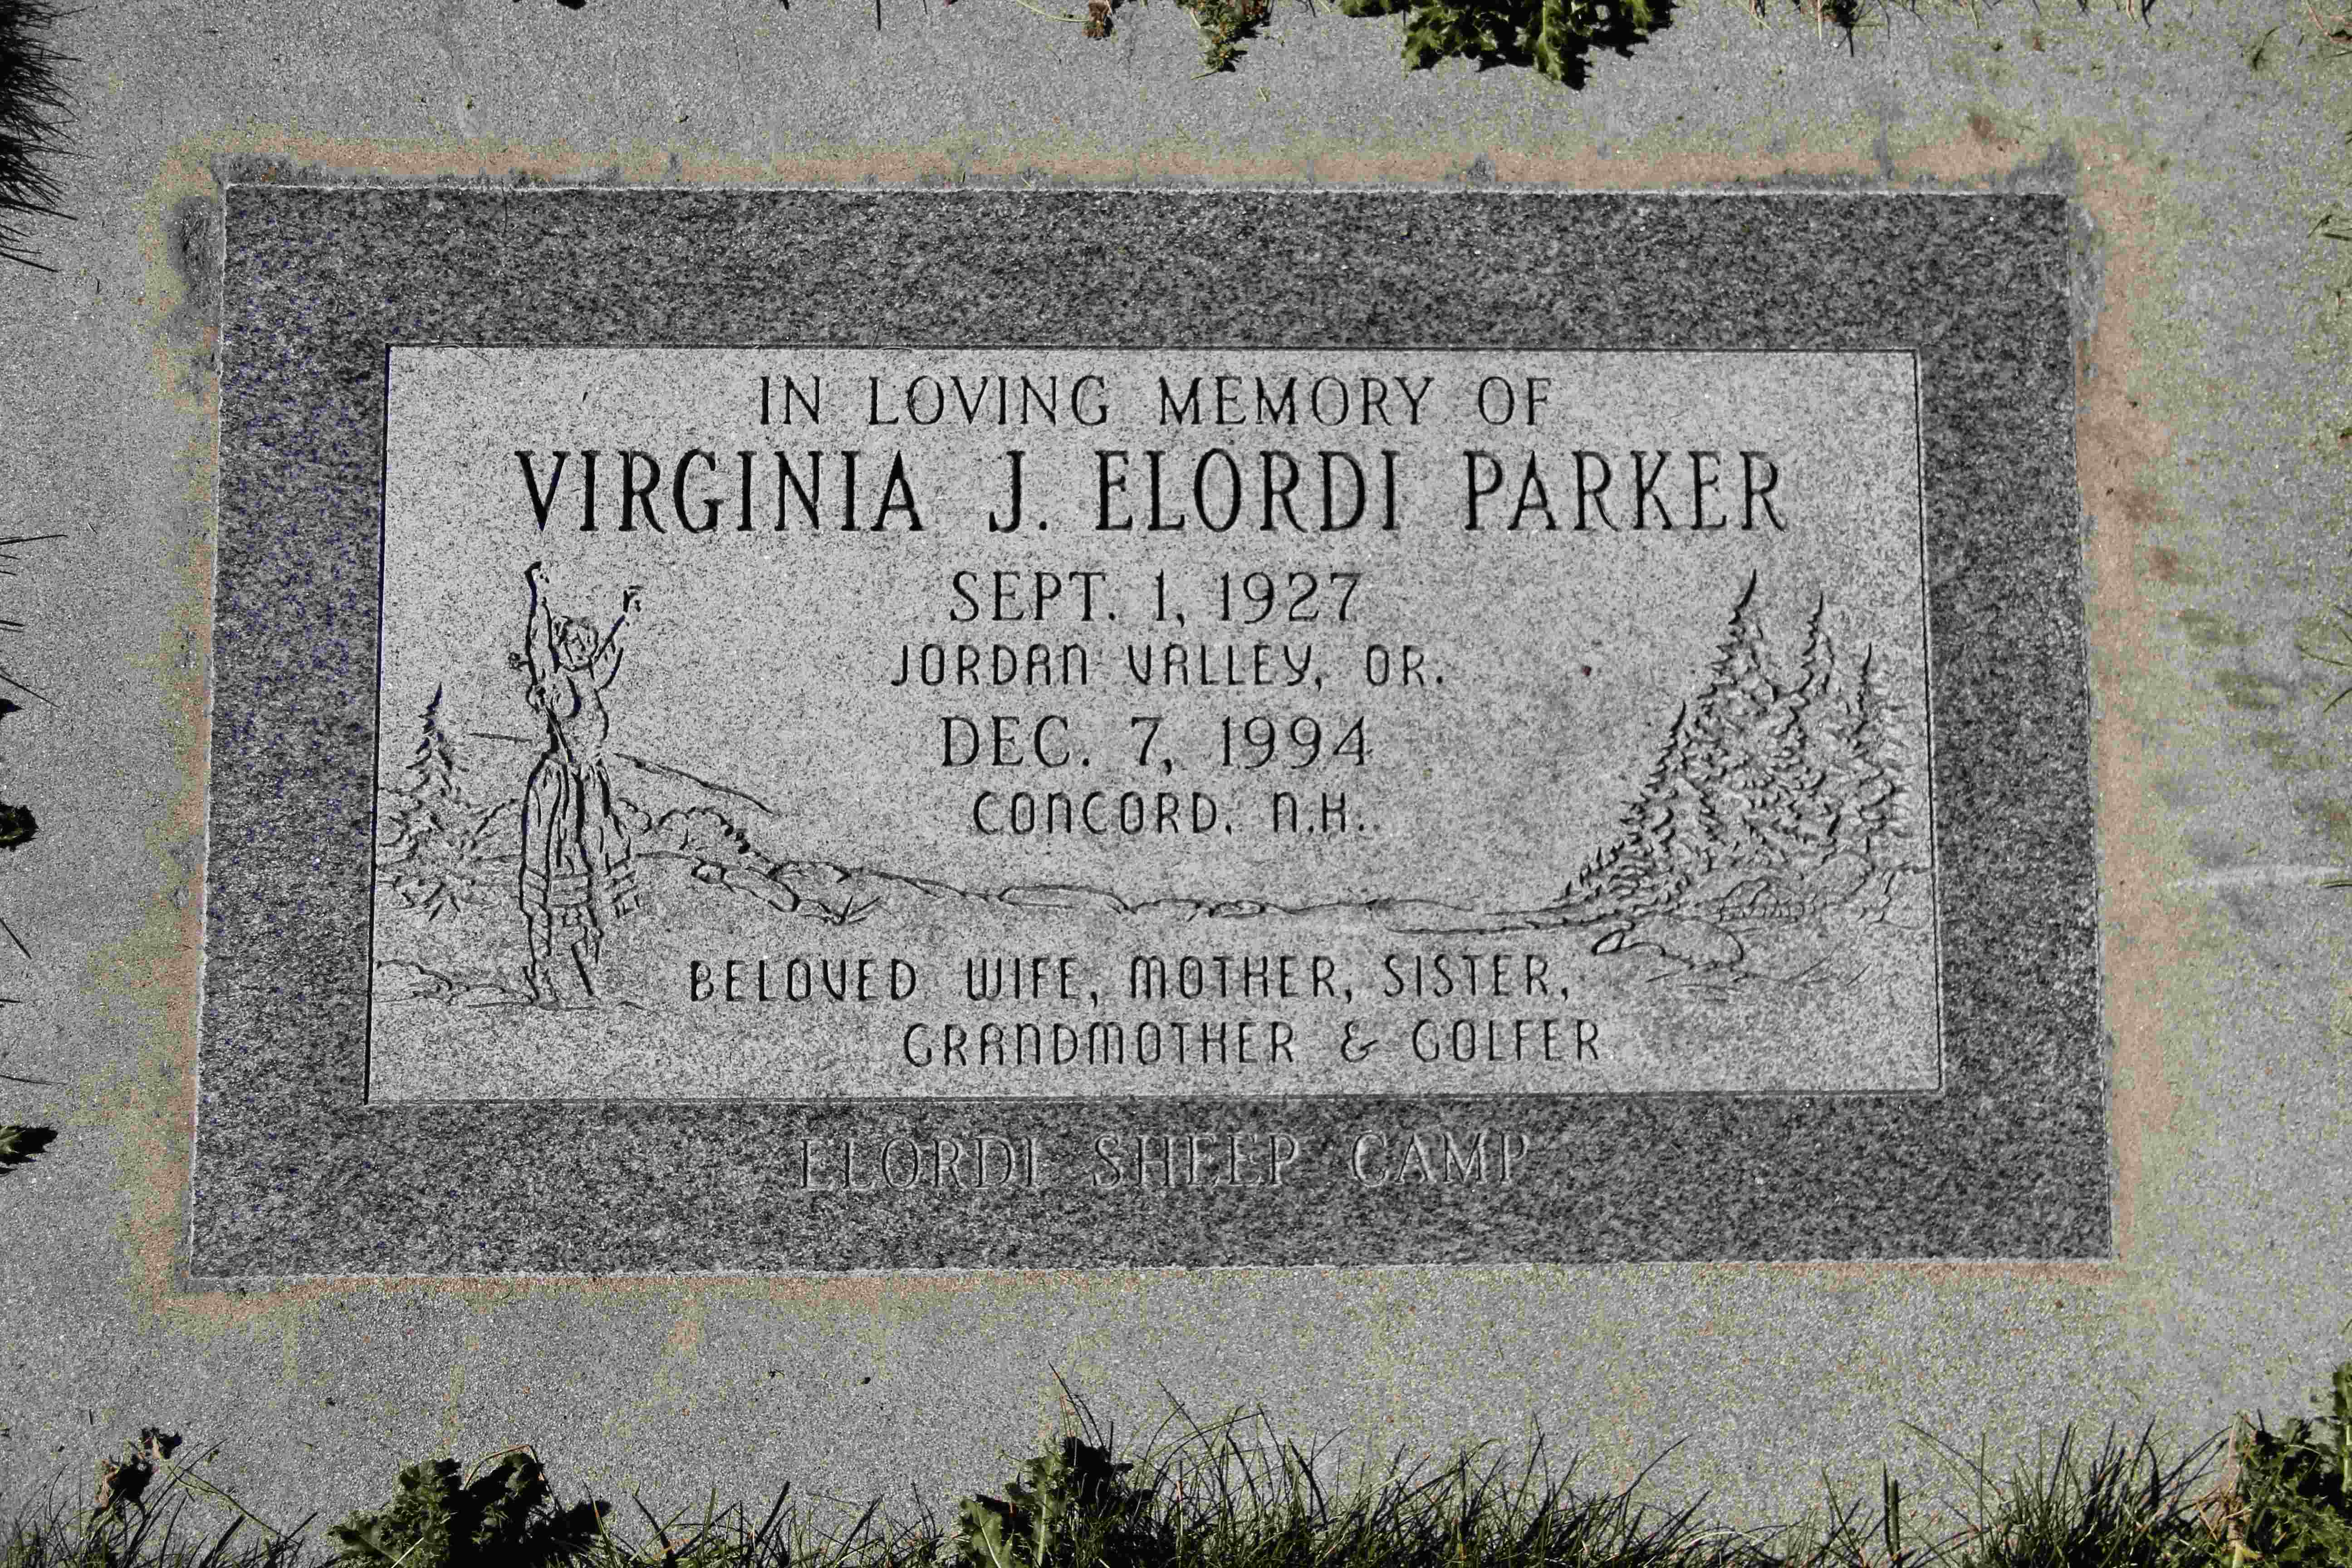 IN LOVING MEMORY OF
VIRGINIA J. ELORDI PARKER
SEPT. 1, 1927
JORDAN VALLEY, OR.
DEC. 7, 1994
CONCORD, N.H.
BELOVED WIFE, MOTHER, SISTER,
GRANDMOTHER & GOLFER
ELORDI SHEEP CAMP